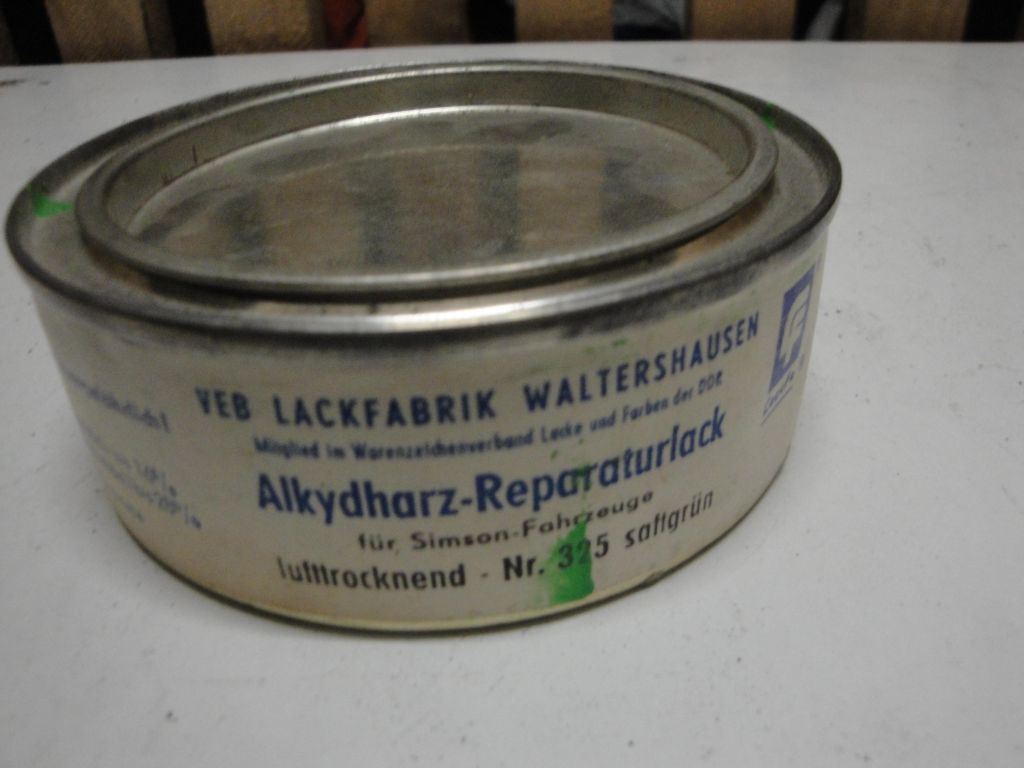 VEB LACKFABRIK WALTERSHAUSEN
Mitglied im Warenzeichenverband Lacke und Farben der DDR
Alkydharz-Reparaturlack
für Simson-Fahrzeuge
lufttrocknend - Nr. 325 saftgrün